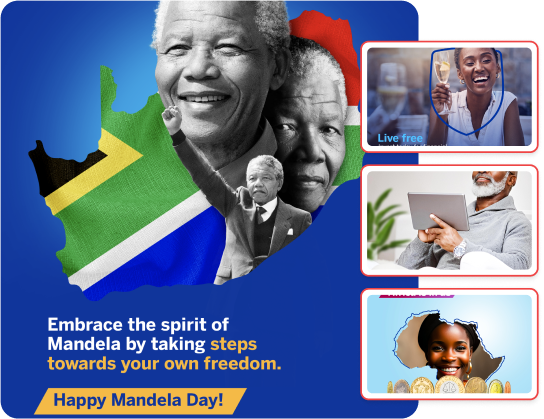 Embrace the spirit of
Mandela by taking steps
towards your own freedom.
Happy Mandela Day!
Live free